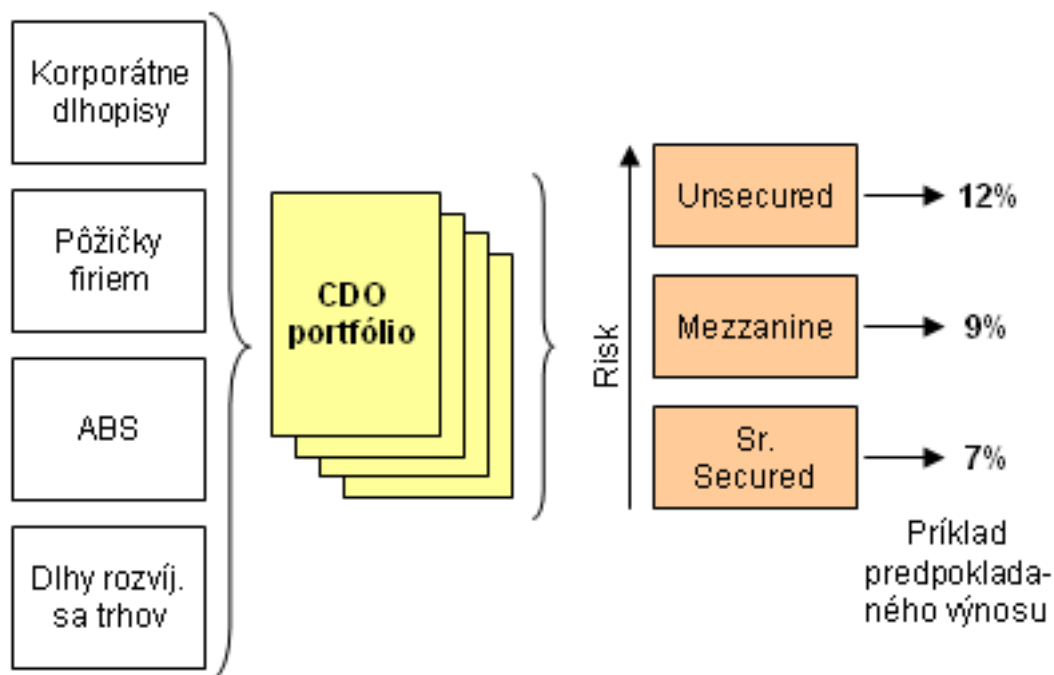 Korporátne
dlhopisy
Pôžičky
firiem
ABS
Dlhy rozvíj.
sa trhov
CDO
portfólio
Risk
Unsecured
12%
Mezzanine
9%
Sr.
Secured
7%
Príklad
predpoklada-
ného výnosu